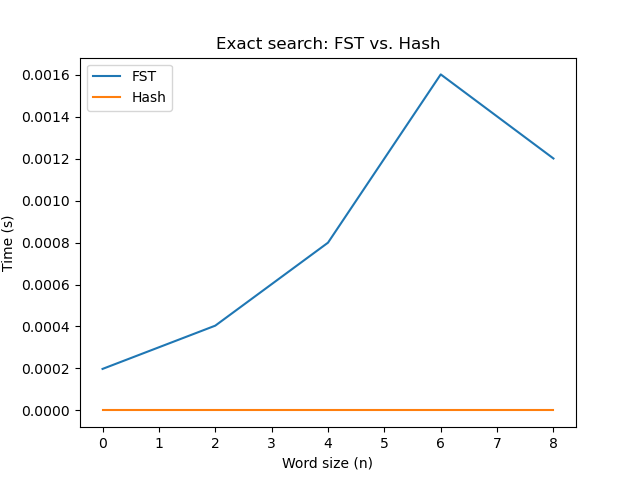 Exact search: FST vs. Hash
FST
Hash
Time (s)
0.0016
0.0014
0.0012
0.0010
0.0008
0.0006
0.0004
0.0002
0.0000
0 1 2 3 4 5 6 7 8
Word size (n)